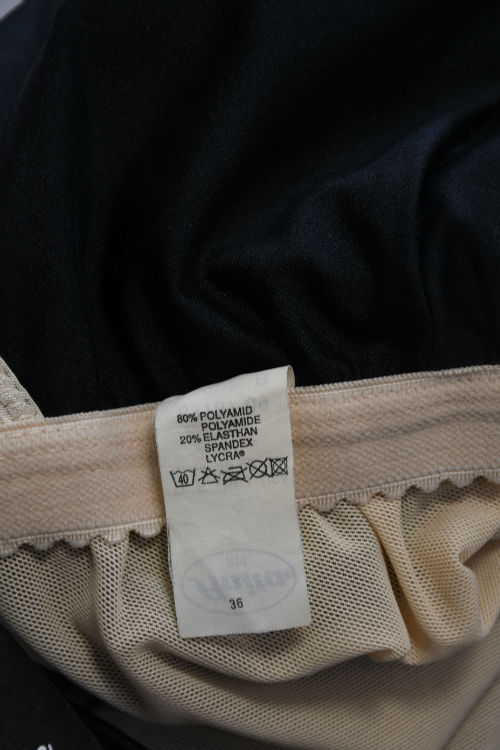 80% POLYAMID
POLYAMIDE
20% ELASTHAN
SPANDEX
LYCRA®
40
36